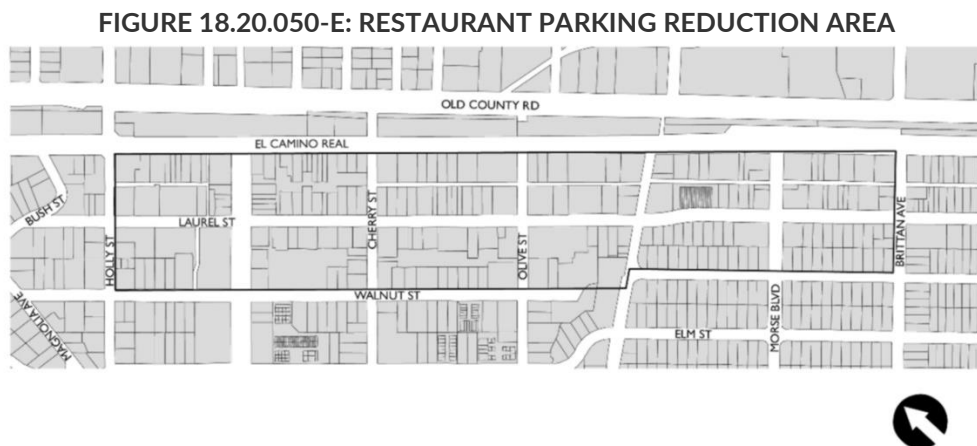 FIGURE 18.20.050-E: RESTAURANT PARKING REDUCTION AREA
OLD COUNTY RD
EL CAMINO REAL
BUSH ST
LAUREL ST
CHERRY ST
HOLLY ST
OLIVE ST
BRITTAN AVE
WALNUT ST
MAGNOLIA AVE
MORSE BLVD
ELM ST